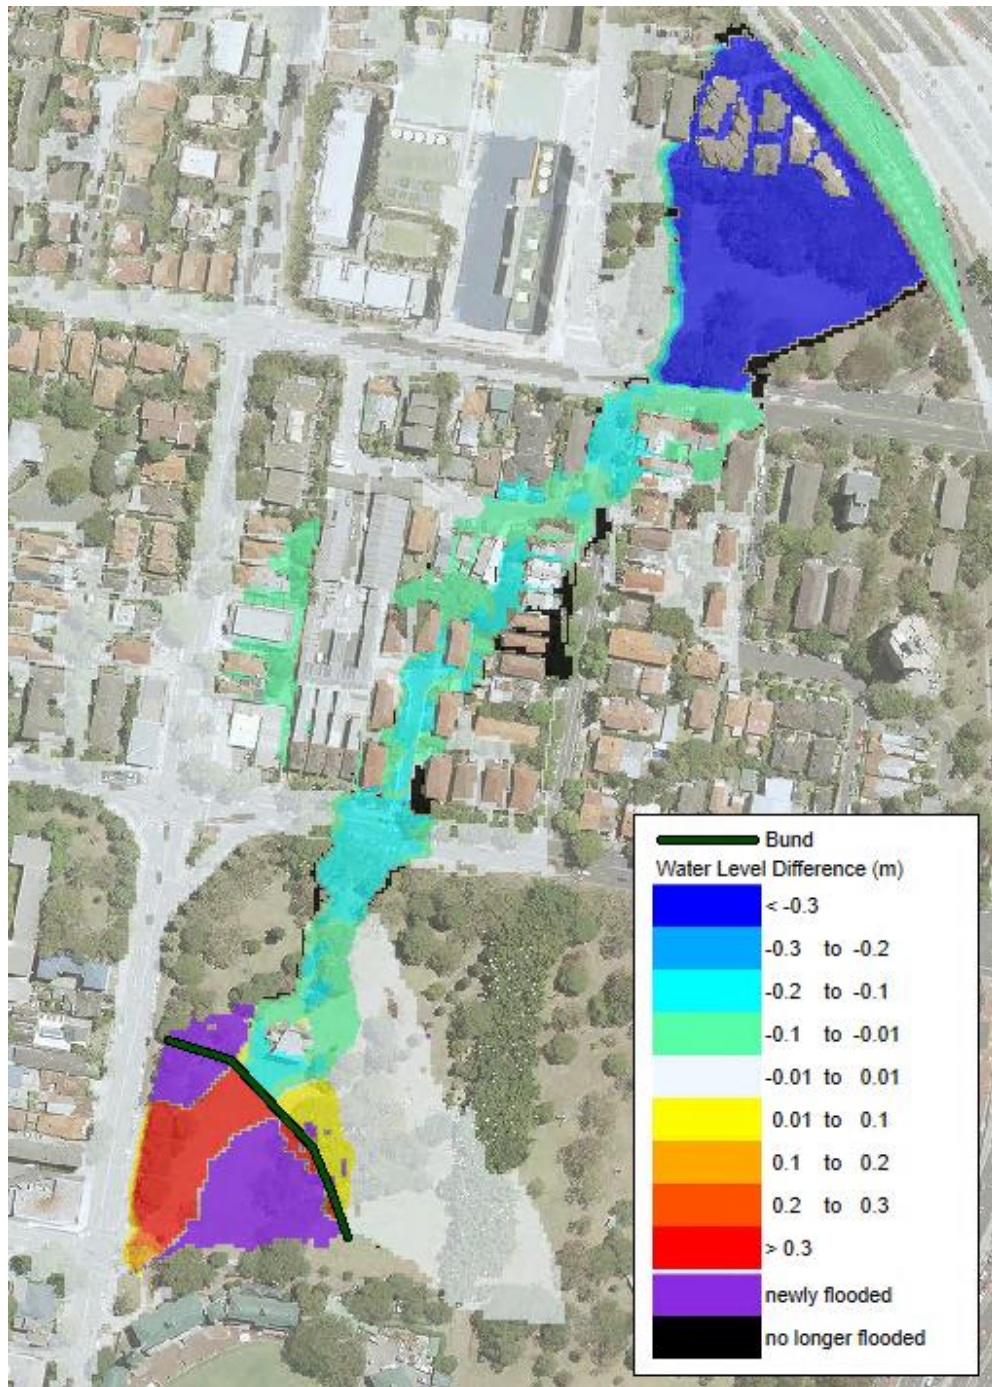 Bund
Water Level Difference (m)
< -0.3
-0.3 to -0.2
-0.2 to -0.1
-0.1 to -0.01
-0.01 to 0.01
0.01 to 0.1
0.1 to 0.2
0.2 to 0.3
> 0.3
newly flooded
no longer flooded